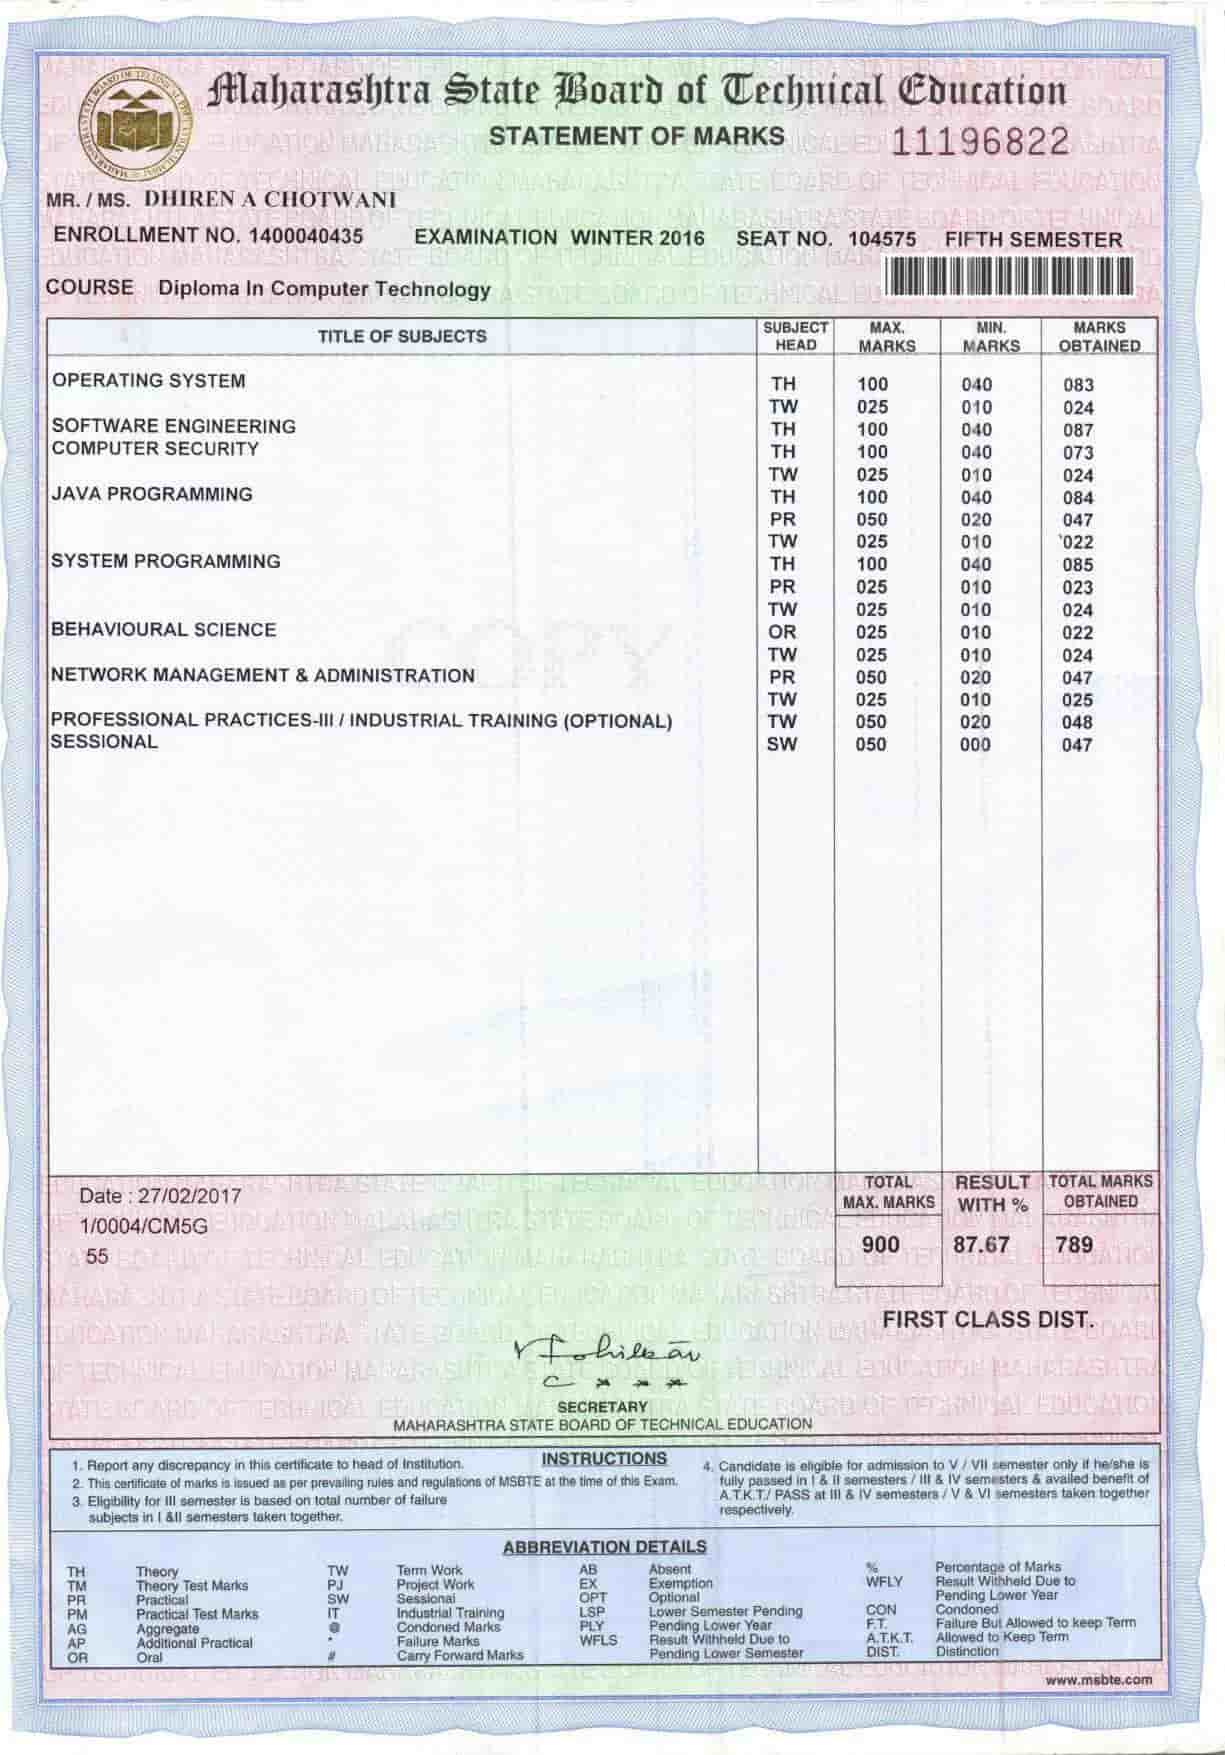 Maharashtra State Board of Technical Education
STATEMENT OF MARKS 11196822
MR. / MS. DHIREN A CHOTWANI
ENROLLMENT NO. 1400040435 EXAMINATION WINTER 2016 SEAT NO. 104575 FIFTH SEMESTER
COURSE Diploma In Computer Technology
TITLE OF SUBJECTS SUBJECT HEAD MAX. MARKS MIN. MARKS MARKS OBTAINED
OPERATING SYSTEM TH 100 040 083
TW 025 010 024
SOFTWARE ENGINEERING TH 100 040 087
COMPUTER SECURITY TH 100 040 073
TW 025 010 024
JAVA PROGRAMMING TH 100 040 084
PR 050 020 047
TW 025 010 022
SYSTEM PROGRAMMING TH 100 040 085
PR 025 010 023
TW 025 010 024
BEHAVIOURAL SCIENCE OR 025 010 022
TW 025 010 024
NETWORK MANAGEMENT & ADMINISTRATION PR 050 020 047
TW 025 010 025
PROFESSIONAL PRACTICES-III / INDUSTRIAL TRAINING (OPTIONAL) TW 050 020 048
SESSIONAL SW 050 000 047
COPY
Date : 27/02/2017
1/0004/CM5G
55
TOTAL MAX. MARKS RESULT WITH % TOTAL MARKS OBTAINED
900 87.67 789
FIRST CLASS DIST.
SECRETARY
MAHARASHTRA STATE BOARD OF TECHNICAL EDUCATION
INSTRUCTIONS
1. Report any discrepancy in this certificate to head of Institution.
2. This certificate of marks is issued as per prevailing rules and regulations of MSBTE at the time of this Exam.
3. Eligibility for III semester is based on total number of failure
subjects in I &II semesters taken together.
4. Candidate is eligible for admission to V / VII semester only if he/she is
fully passed in I & II semesters / III & IV semesters & availed benefit of
A.T.K.T./ PASS at III & IV semesters / V & VI semesters taken together
respectively.
ABBREVIATION DETAILS
TH Theory TW Term Work AB Absent % Percentage of Marks
TM Theory Test Marks PJ Project Work EX Exemption WFLY Result Withheld Due to
PR Practical SW Sessional OPT Optional Pending Lower Year
PM Practical Test Marks IT Industrial Training LSP Lower Semester Pending CON Condoned
AG Aggregate @ Condoned Marks PLY Pending Lower Year F.T. Failure But Allowed to keep Term
AP Additional Practical * Failure Marks WFLS Result Withheld Due to A.T.K.T. Allowed to Keep Term
OR Oral # Carry Forward Marks Pending Lower Semester DIST. Distinction
www.msbte.com